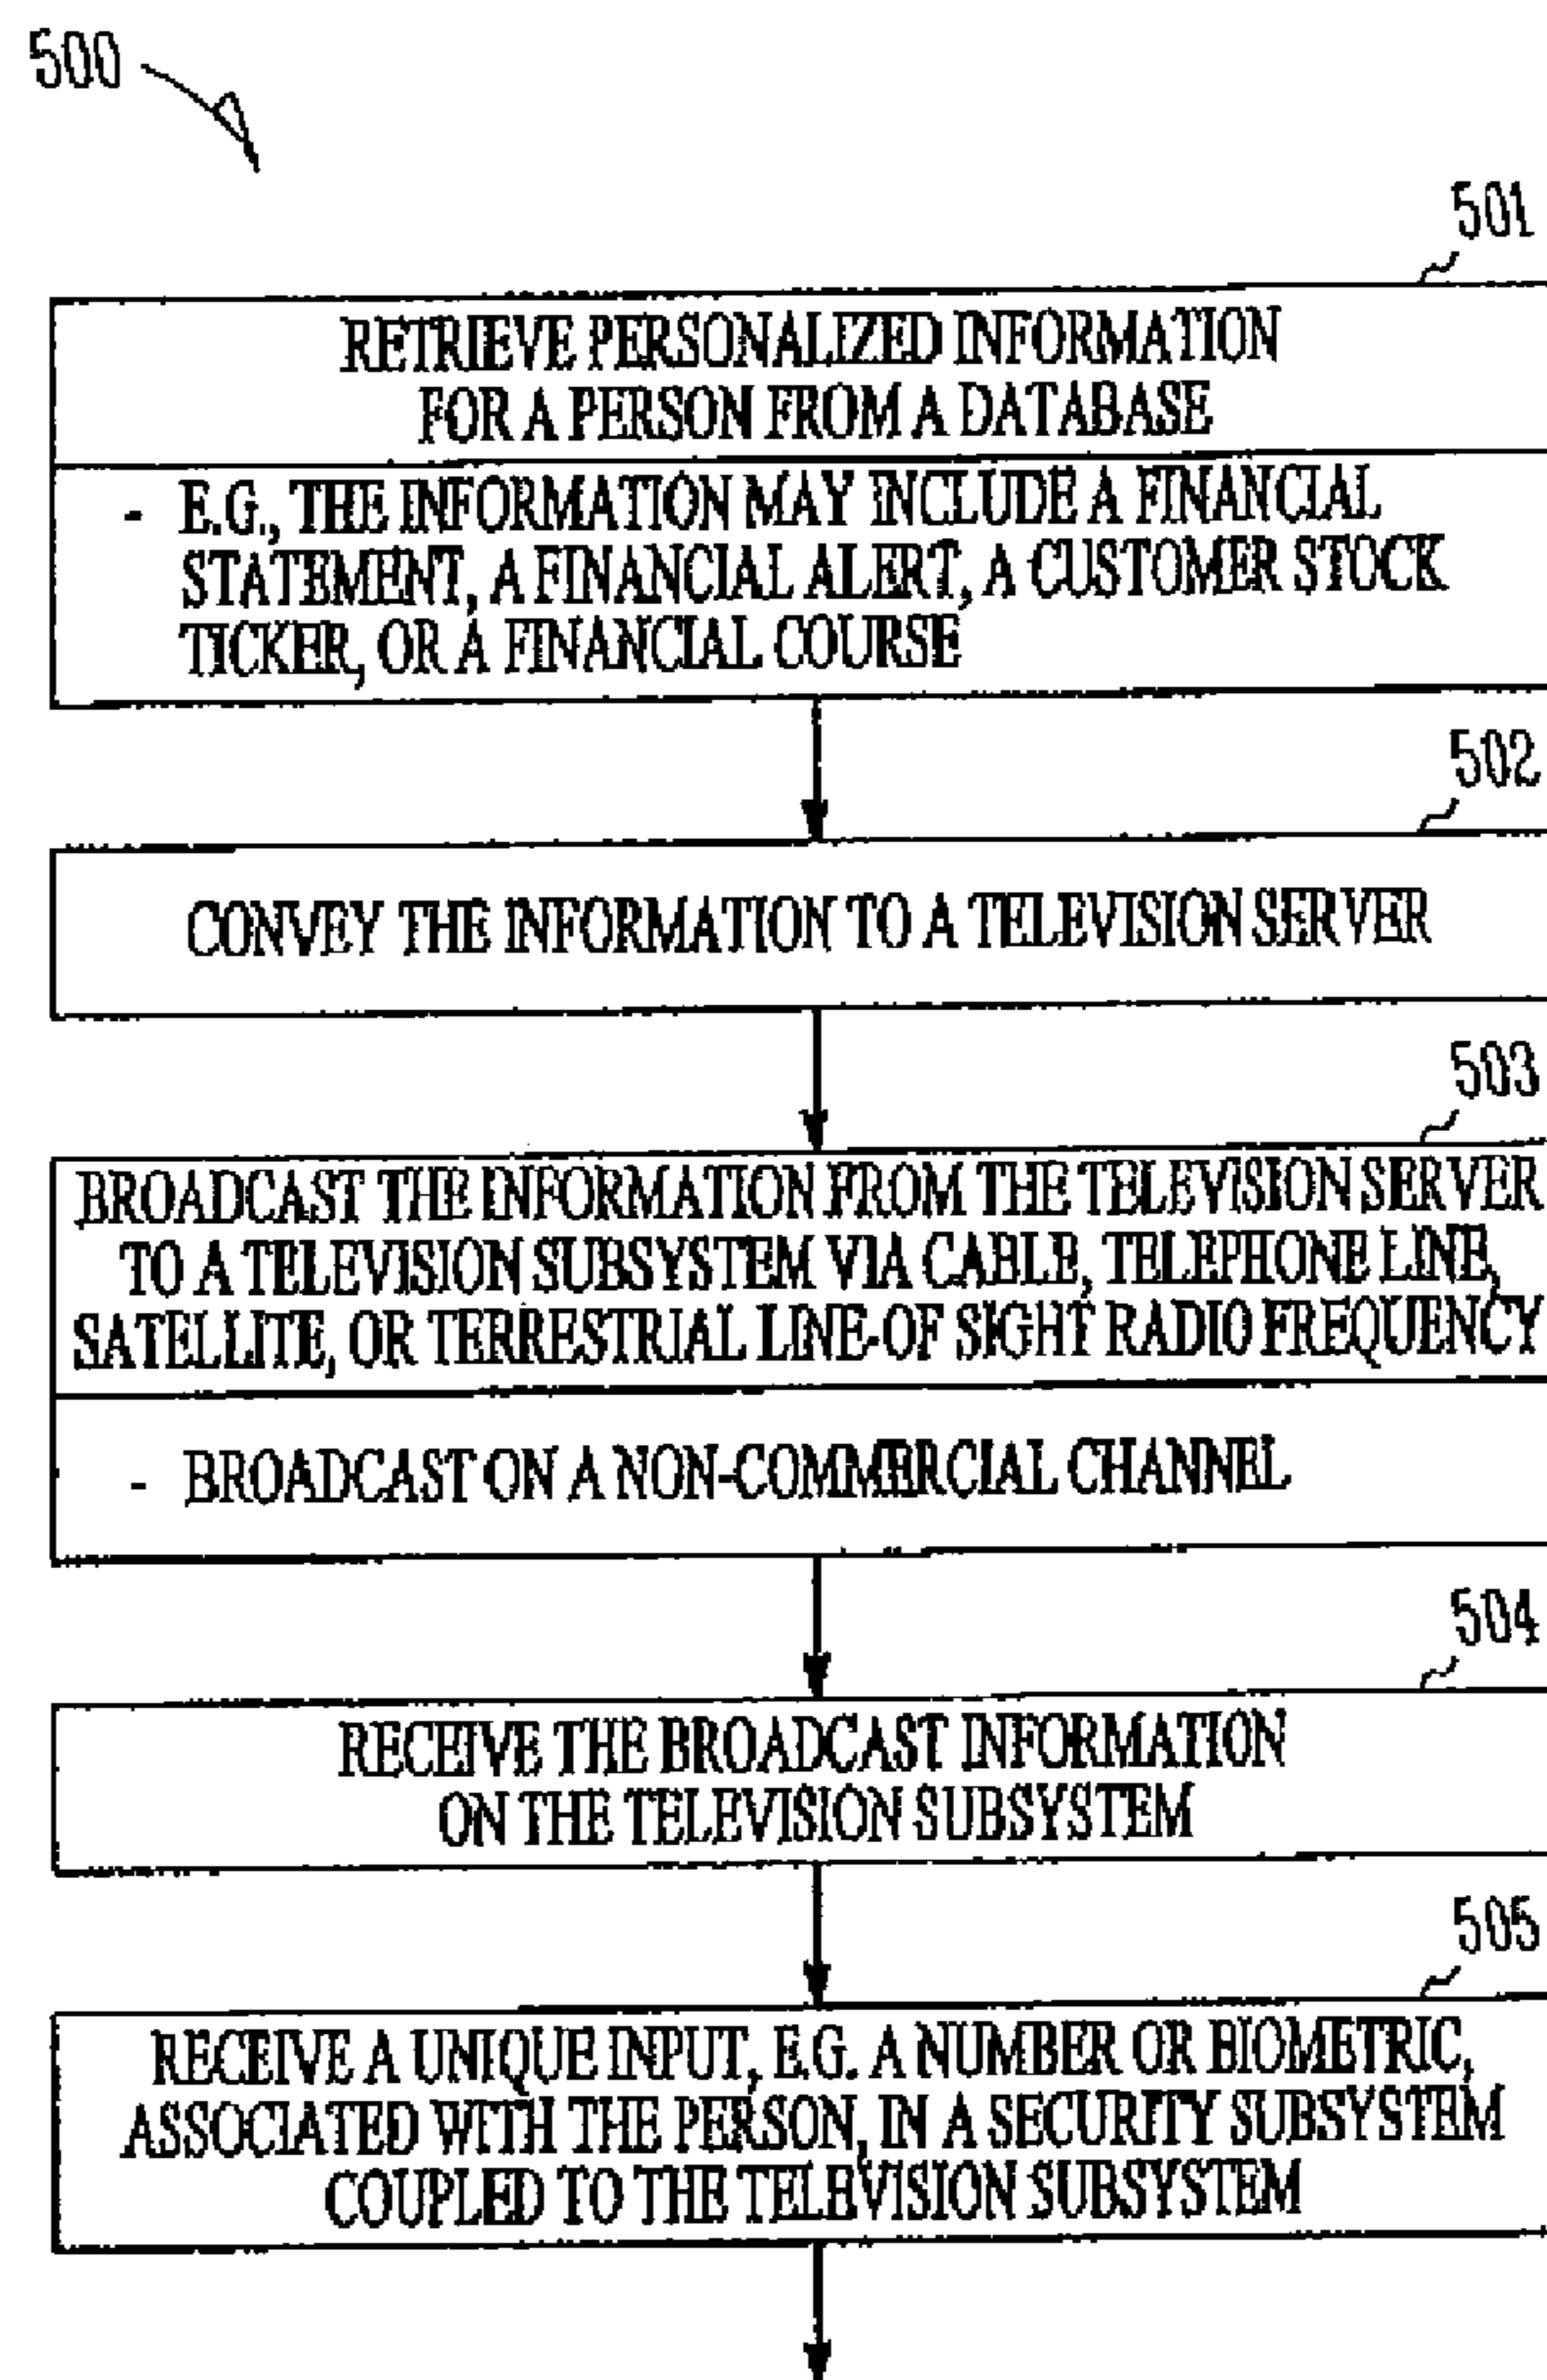 500
501
RETRIEVE PERSONALIZED INFORMATION
FOR A PERSON FROM A DATABASE
- E.G., THE INFORMATION MAY INCLUDE A FINANCIAL
STATEMENT, A FINANCIAL ALERT, A CUSTOMER STOCK
TICKER, OR A FINANCIAL COURSE
502
CONVEY THE INFORMATION TO A TELEVISION SERVER
503
BROADCAST THE INFORMATION FROM THE TELEVISION SERVER
TO A TELEVISION SUBSYSTEM VIA CABLE, TELEPHONE LINE,
SATELLITE, OR TERRESTRIAL LINE-OF SIGHT RADIO FREQUENCY
- BROADCAST ON A NON-COMMERCIAL CHANNEL
504
RECEIVE THE BROADCAST INFORMATION
ON THE TELEVISION SUBSYSTEM
505
RECEIVE A UNIQUE INPUT, E.G. A NUMBER OR BIOMETRIC,
ASSOCIATED WITH THE PERSON, IN A SECURITY SUBSYSTEM
COUPLED TO THE TELEVISION SUBSYSTEM